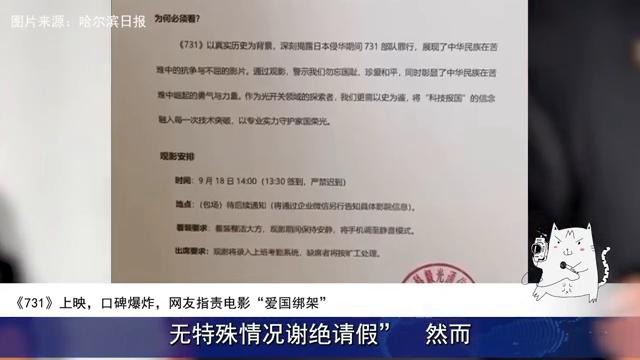 图片来源：哈尔滨日报
为何必须看？
《731》以真实历史为背景，深刻揭露日本侵华期间 731 部队罪行，展现了中华民族在苦
难中的抗争与不屈的影片。通过观影，警示我们勿忘国耻、珍爱和平，同时彰显了中华民族在苦
难中崛起的勇气与力量。作为光开关领域的探索者，我们更需以史为鉴，将“科技报国”的信念
融入每一次技术突破，以专业实力守护家国荣光。
观影安排
时间：9 月 18 日 14:00（13:30 签到，严禁迟到）
地点：（包场）待后续通知（将通过企业微信另行告知具体影院信息）。
着装要求：着装整洁大方，观影期间保持安静，将手机调至静音模式。
出席要求：观影将录入上班考勤系统，缺席者将按旷工处理。
《731》上映，口碑爆炸，网友指责电影“爱国绑架”
无特殊情况谢绝请假” 然而